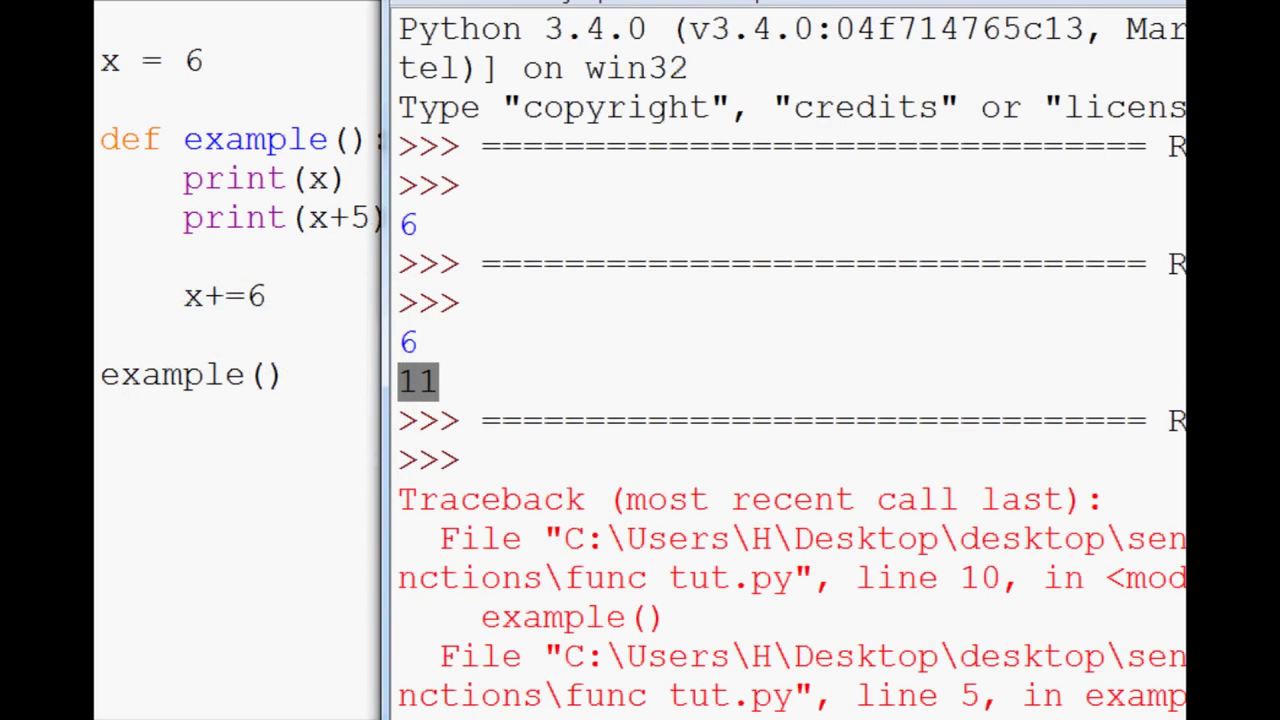 x = 6
def example():
print(x)
print(x+5)
x+=6
example()
Python 3.4.0 (v3.4.0:04f714765c13, Mar
tel)] on win32
Type "copyright", "credits" or "licens
>>> ================================ R
>>>
6
>>> ================================ R
>>>
6
11
>>> ================================ R
>>>
Traceback (most recent call last):
File "C:\Users\H\Desktop\desktop\sen
nctions\func tut.py", line 10, in <mod
example()
File "C:\Users\H\Desktop\desktop\sen
nctions\func tut.py", line 5, in examp